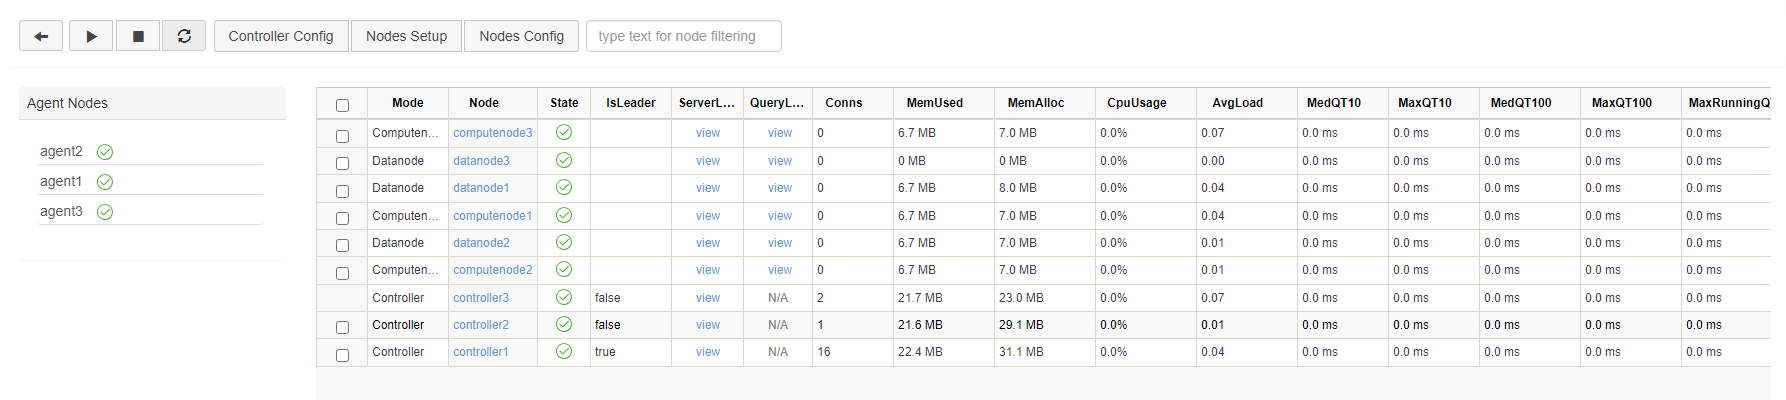 Controller Config Nodes Setup Nodes Config type text for node filtering
Agent Nodes
agent2
agent1
agent3
Mode Node State IsLeader ServerL... QueryL... Conns MemUsed MemAlloc CpuUsage AvgLoad MedQT10 MaxQT10 MedQT100 MaxQT100 MaxRunningQ
Computen... computenode3 view view 0 6.7 MB 7.0 MB 0.0% 0.07 0.0 ms 0.0 ms 0.0 ms 0.0 ms 0.0 ms
Datanode datanode3 view view 0 0 MB 0 MB 0.0% 0.00 0.0 ms 0.0 ms 0.0 ms 0.0 ms 0.0 ms
Datanode datanode1 view view 0 6.7 MB 8.0 MB 0.0% 0.04 0.0 ms 0.0 ms 0.0 ms 0.0 ms 0.0 ms
Computen... computenode1 view view 0 6.7 MB 7.0 MB 0.0% 0.04 0.0 ms 0.0 ms 0.0 ms 0.0 ms 0.0 ms
Datanode datanode2 view view 0 6.7 MB 7.0 MB 0.0% 0.01 0.0 ms 0.0 ms 0.0 ms 0.0 ms 0.0 ms
Computen... computenode2 view view 0 6.7 MB 7.0 MB 0.0% 0.01 0.0 ms 0.0 ms 0.0 ms 0.0 ms 0.0 ms
Controller controller3 false view N/A 2 21.7 MB 23.0 MB 0.0% 0.07 0.0 ms 0.0 ms 0.0 ms 0.0 ms 0.0 ms
Controller controller2 false view N/A 1 21.6 MB 29.1 MB 0.0% 0.01 0.0 ms 0.0 ms 0.0 ms 0.0 ms 0.0 ms
Controller controller1 true view N/A 16 22.4 MB 31.1 MB 0.0% 0.04 0.0 ms 0.0 ms 0.0 ms 0.0 ms 0.0 ms